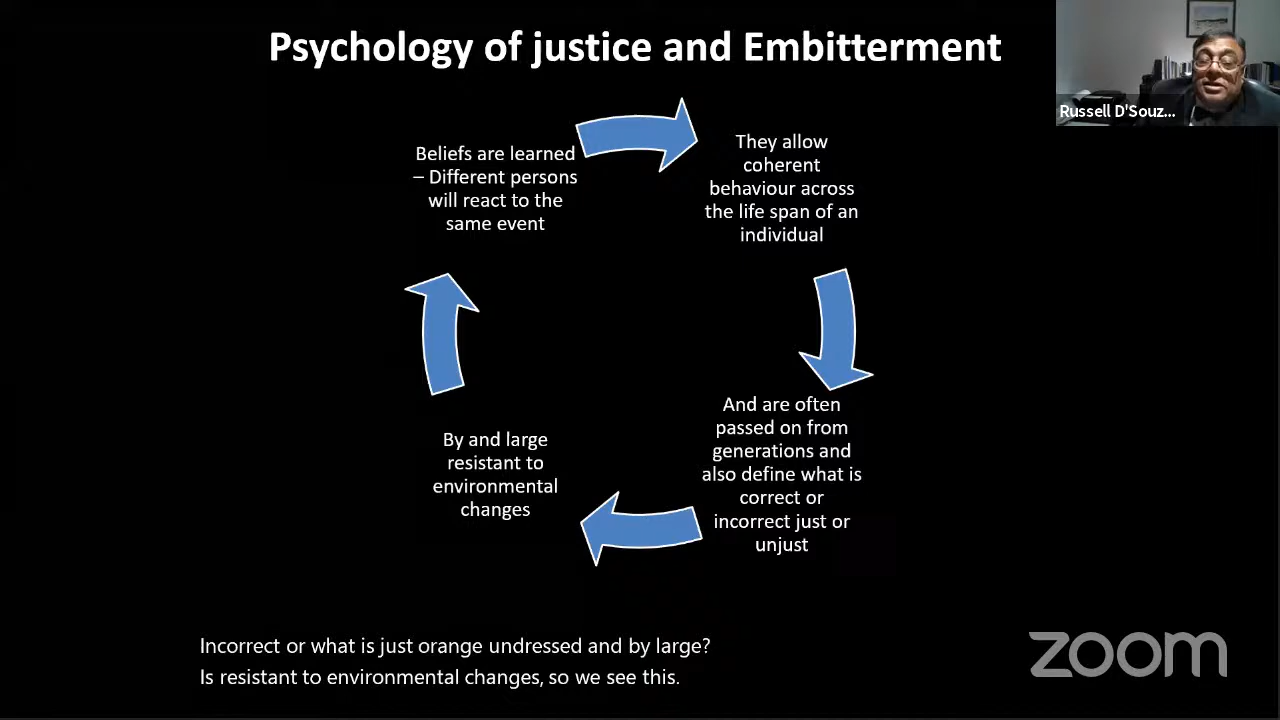 Psychology of justice and Embitterment
Russell D'Souz...
Beliefs are learned
– Different persons
will react to the
same event
They allow
coherent
behaviour across
the life span of an
individual
And are often
passed on from
generations and
also define what is
correct or
incorrect just or
unjust
By and large
resistant to
environmental
changes
Incorrect or what is just orange undressed and by large?
Is resistant to environmental changes, so we see this.
zoom